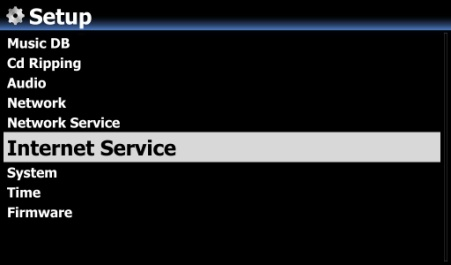 Setup
Music DB
Cd Ripping
Audio
Network
Network Service
Internet Service
System
Time
Firmware